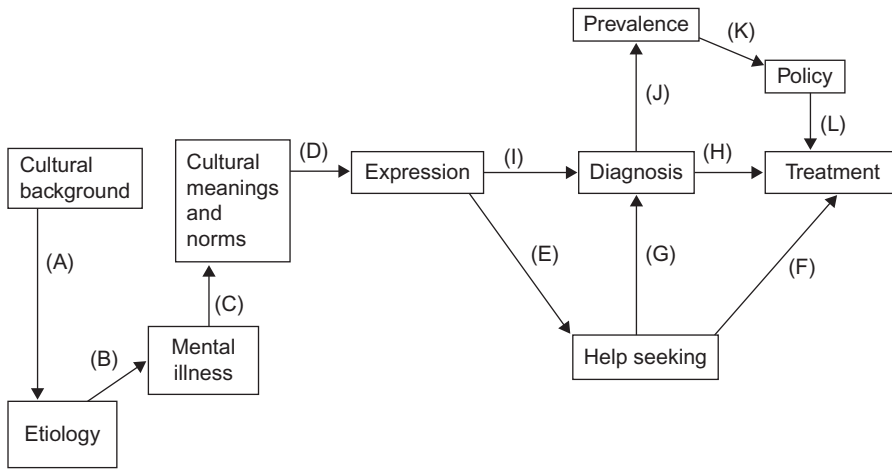 Prevalence
(K)
Policy
(J)
(L)
Cultural
background
Cultural
meanings
and
norms
(D)
Expression
(I)
Diagnosis
(H)
Treatment
(A)
(E)
(G)
(F)
(C)
(B)
Mental
illness
Help seeking
Etiology